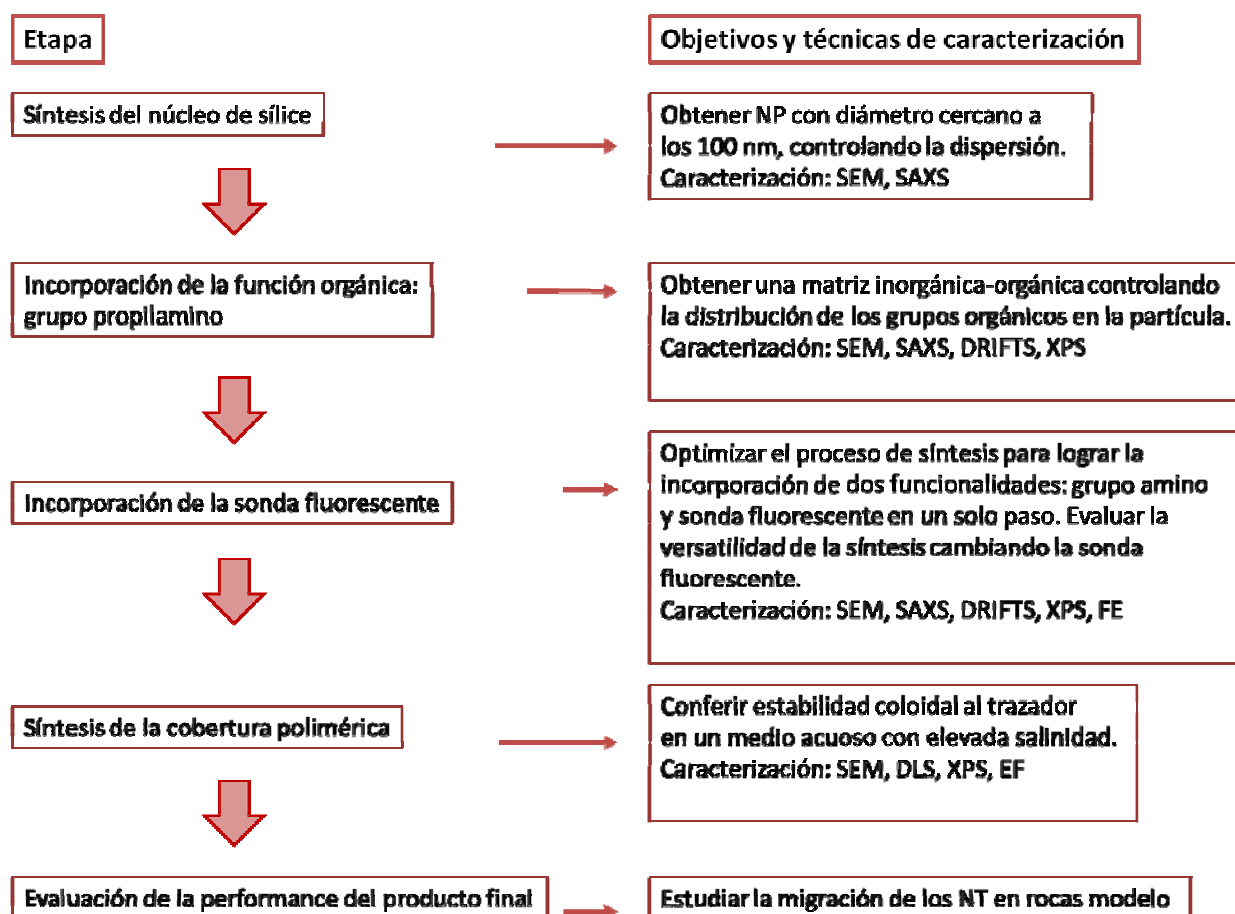 Etapa
Objetivos y técnicas de caracterización
Síntesis del núcleo de sílice
Obtener NP con diámetro cercano a
los 100 nm, controlando la dispersión.
Caracterización: SEM, SAXS
Incorporación de la función orgánica:
grupo propilamino
Obtener una matriz inorgánica-orgánica controlando
la distribución de los grupos orgánicos en la partícula.
Caracterización: SEM, SAXS, DRIFTS, XPS
Incorporación de la sonda fluorescente
Optimizar el proceso de síntesis para lograr la
incorporación de dos funcionalidades: grupo amino
y sonda fluorescente en un solo paso. Evaluar la
versatilidad de la síntesis cambiando la sonda
fluorescente.
Caracterización: SEM, SAXS, DRIFTS, XPS, FE
Síntesis de la cobertura polimérica
Conferir estabilidad coloidal al trazador
en un medio acuoso con elevada salinidad.
Caracterización: SEM, DLS, XPS, EF
Evaluación de la performance del producto final
Estudiar la migración de los NT en rocas modelo